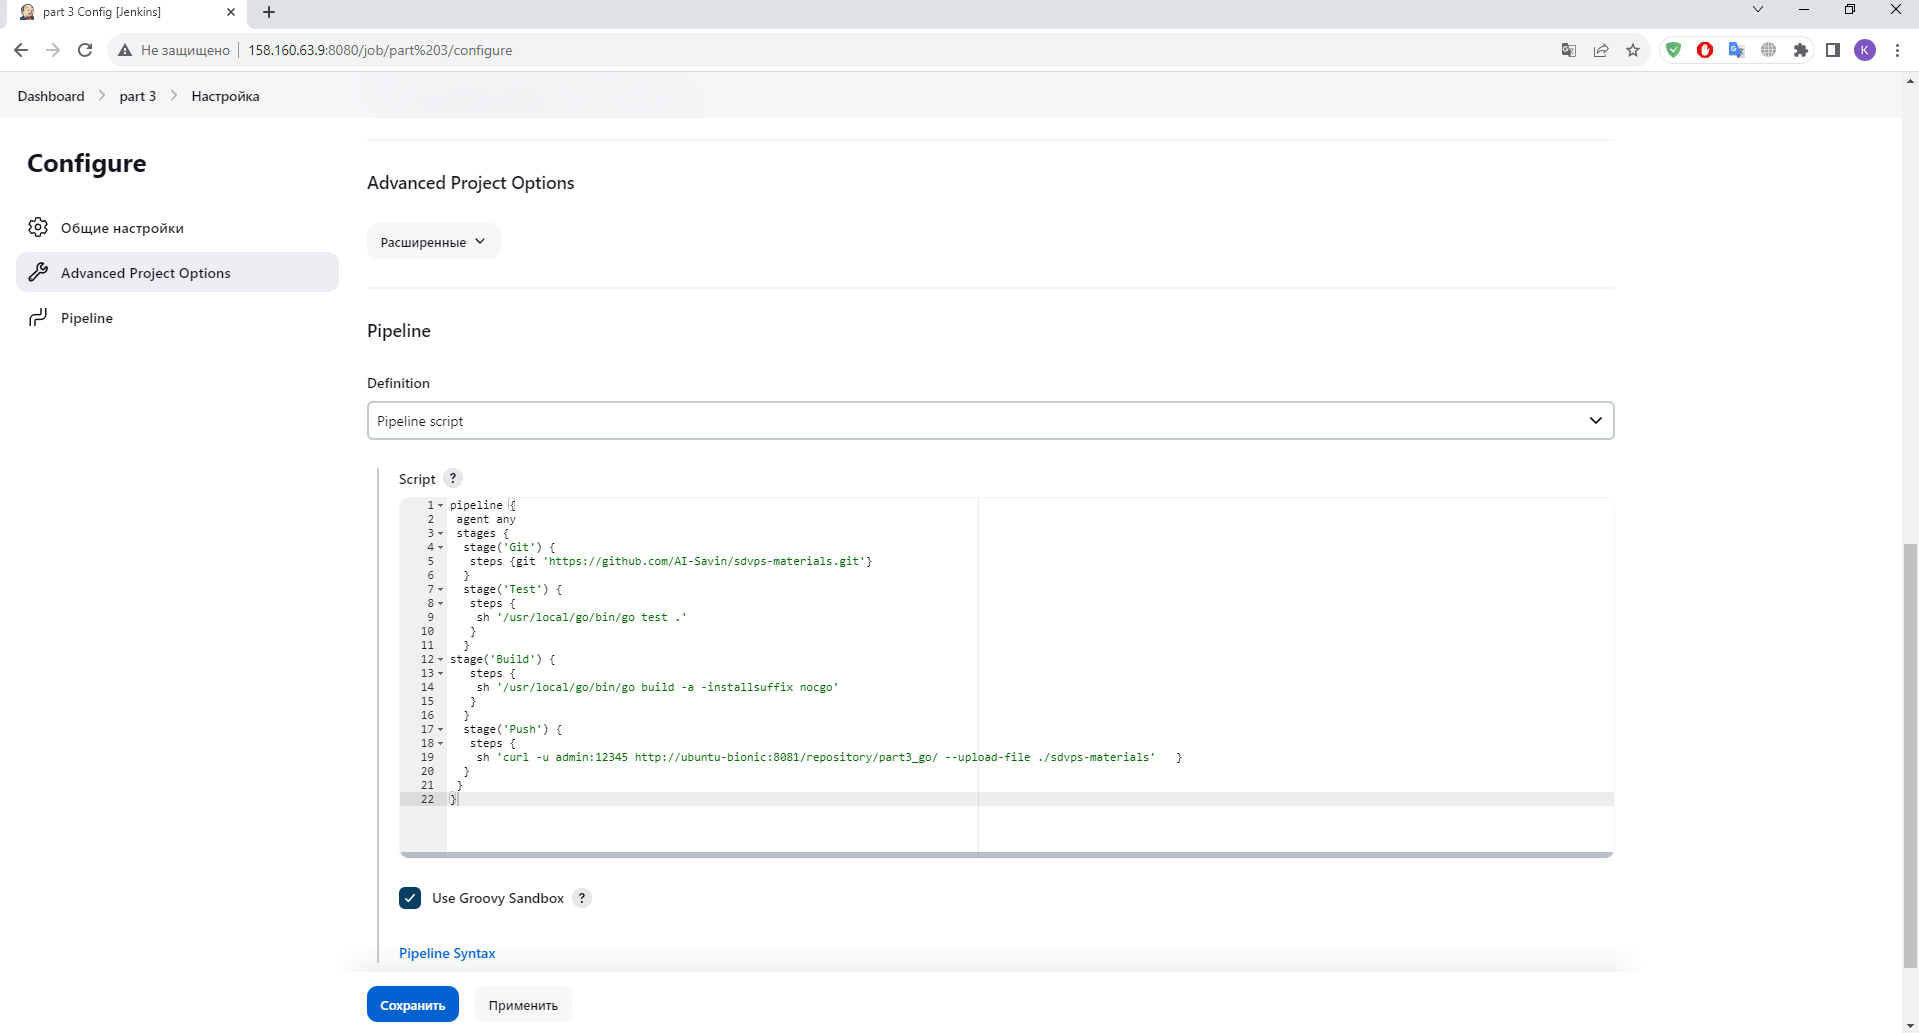 part 3 Config [Jenkins]
Не защищено
158.160.63.9:8080/job/part%203/configure
K
Dashboard
part 3
Настройка
Configure
Общие настройки
Advanced Project Options
Pipeline
Advanced Project Options
Расширенные
Pipeline
Definition
Pipeline script
Script ?
1 pipeline {
2 agent any
3 stages {
4 stage('Git') {
5 steps {git 'https://github.com/AI-Savin/sdvps-materials.git'}
6 }
7 stage('Test') {
8 steps {
9 sh '/usr/local/go/bin/go test .'
10 }
11 }
12 stage('Build') {
13 steps {
14 sh '/usr/local/go/bin/go build -a -installsuffix nocgo'
15 }
16 }
17 stage('Push') {
18 steps {
19 sh 'curl -u admin:12345 http://ubuntu-bionic:8081/repository/part3_go/ --upload-file ./sdvps-materials' }
20 }
21 }
22 }
Use Groovy Sandbox ?
Pipeline Syntax
Сохранить
Применить